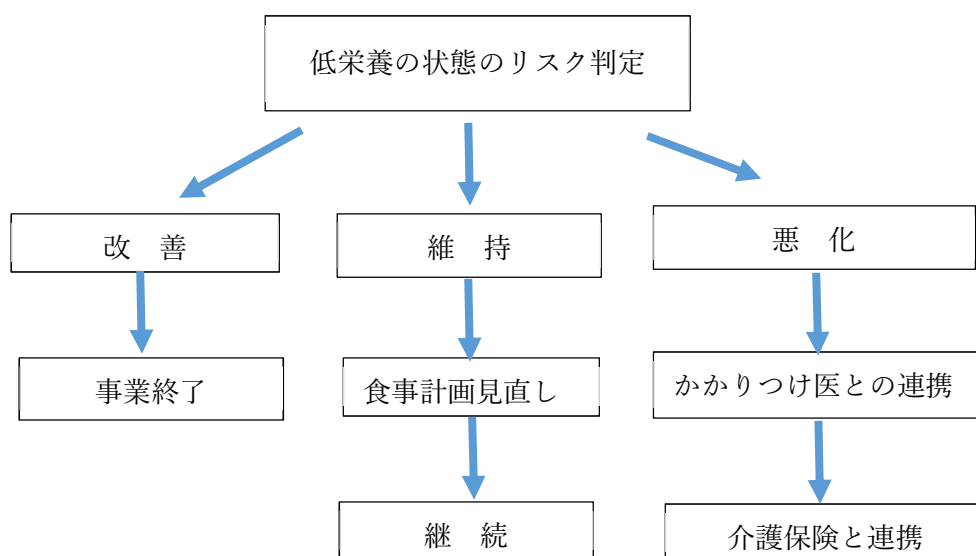 低栄養の状態のリスク判定
改　善
維　持
悪　化
事業終了
食事計画見直し
かかりつけ医との連携
継　続
介護保険と連携